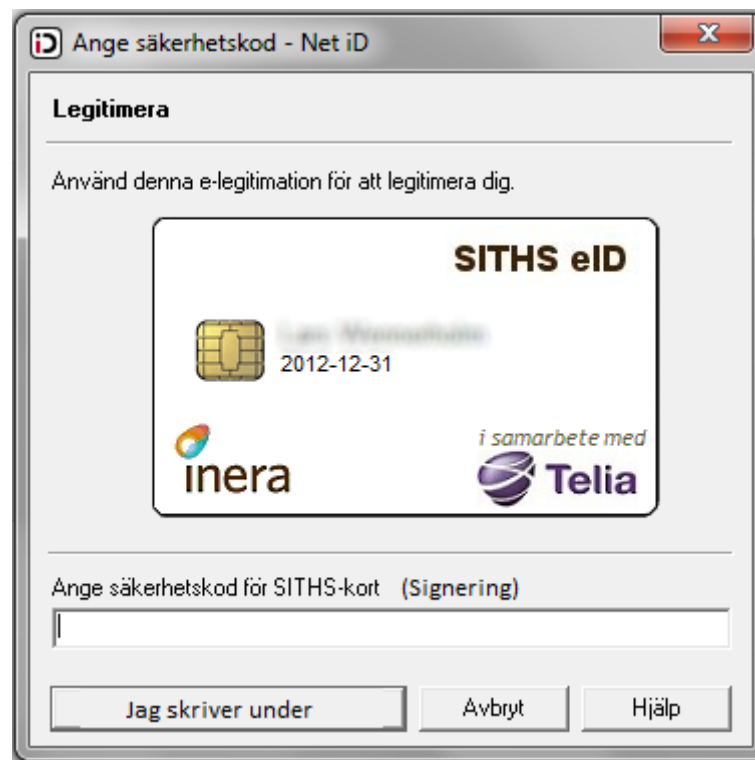 Ange säkerhetskod - Net iD
Legitimera
Använd denna e-legitimation för att legitimera dig.
SITHS eID
2012-12-31
inera
i samarbete med
Telia
Ange säkerhetskod för SITHS-kort (Signering)
Jag skriver under
Avbryt
Hjälp